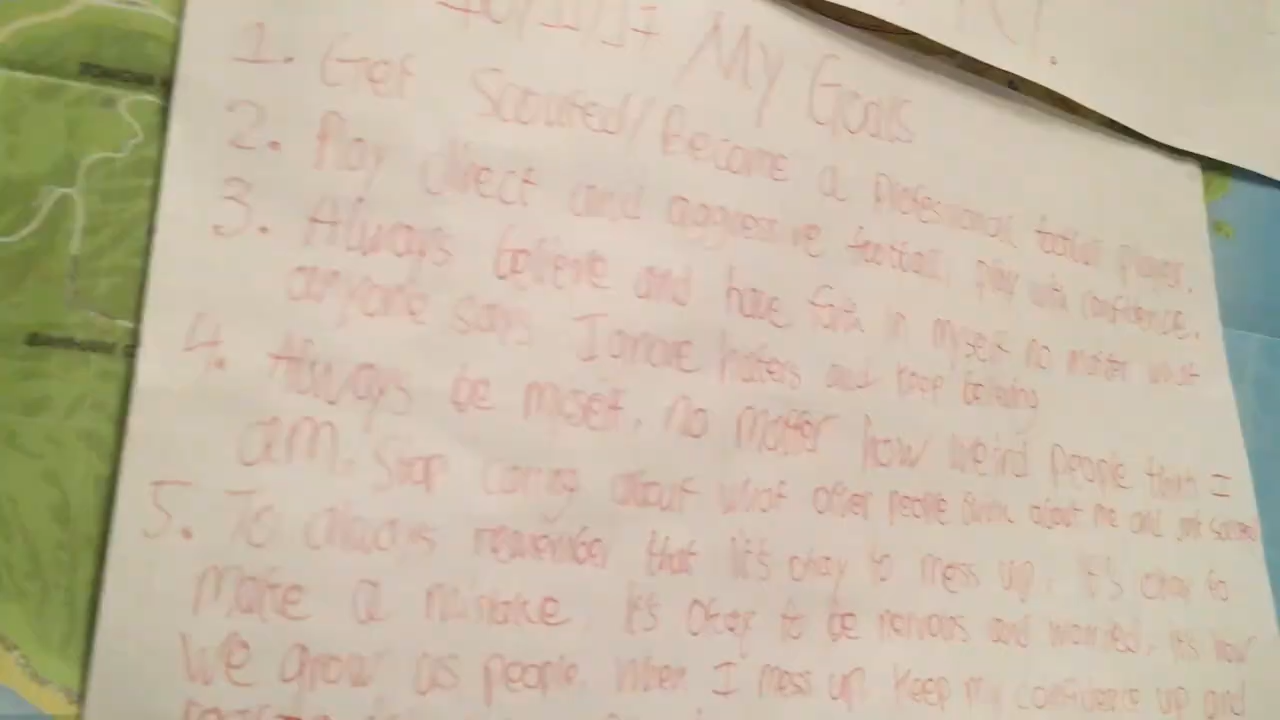 My Goals
1. Get Scouted/Become a professional football player.
2. Play direct and aggressive football, play with confidence.
3. Always believe and have faith in myself no matter what
anyone says. Ignore haters and keep
4. Always be myself, no matter how weird people think I
am. Stop caring about what other people think about me and just
5. To always remember that it's okay to mess up. It's okay to
make a mistake. It's okay to be nervous and worried. It's how
we grow as people. When I mess up keep my confidence up and